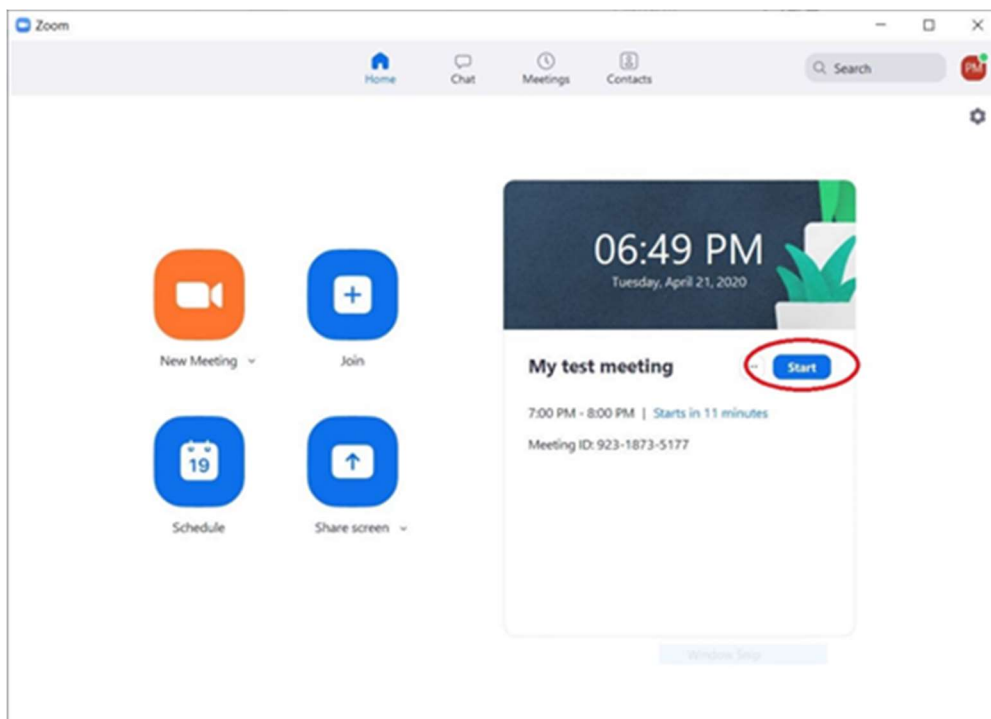 Zoom
Home Chat Meetings Contacts Search PM
06:49 PM
Tuesday, April 21, 2020
New Meeting Join
My test meeting Start
7:00 PM - 8:00 PM | Starts in 11 minutes
Meeting ID: 923-1873-5177
19
Schedule Share screen
Window Snip